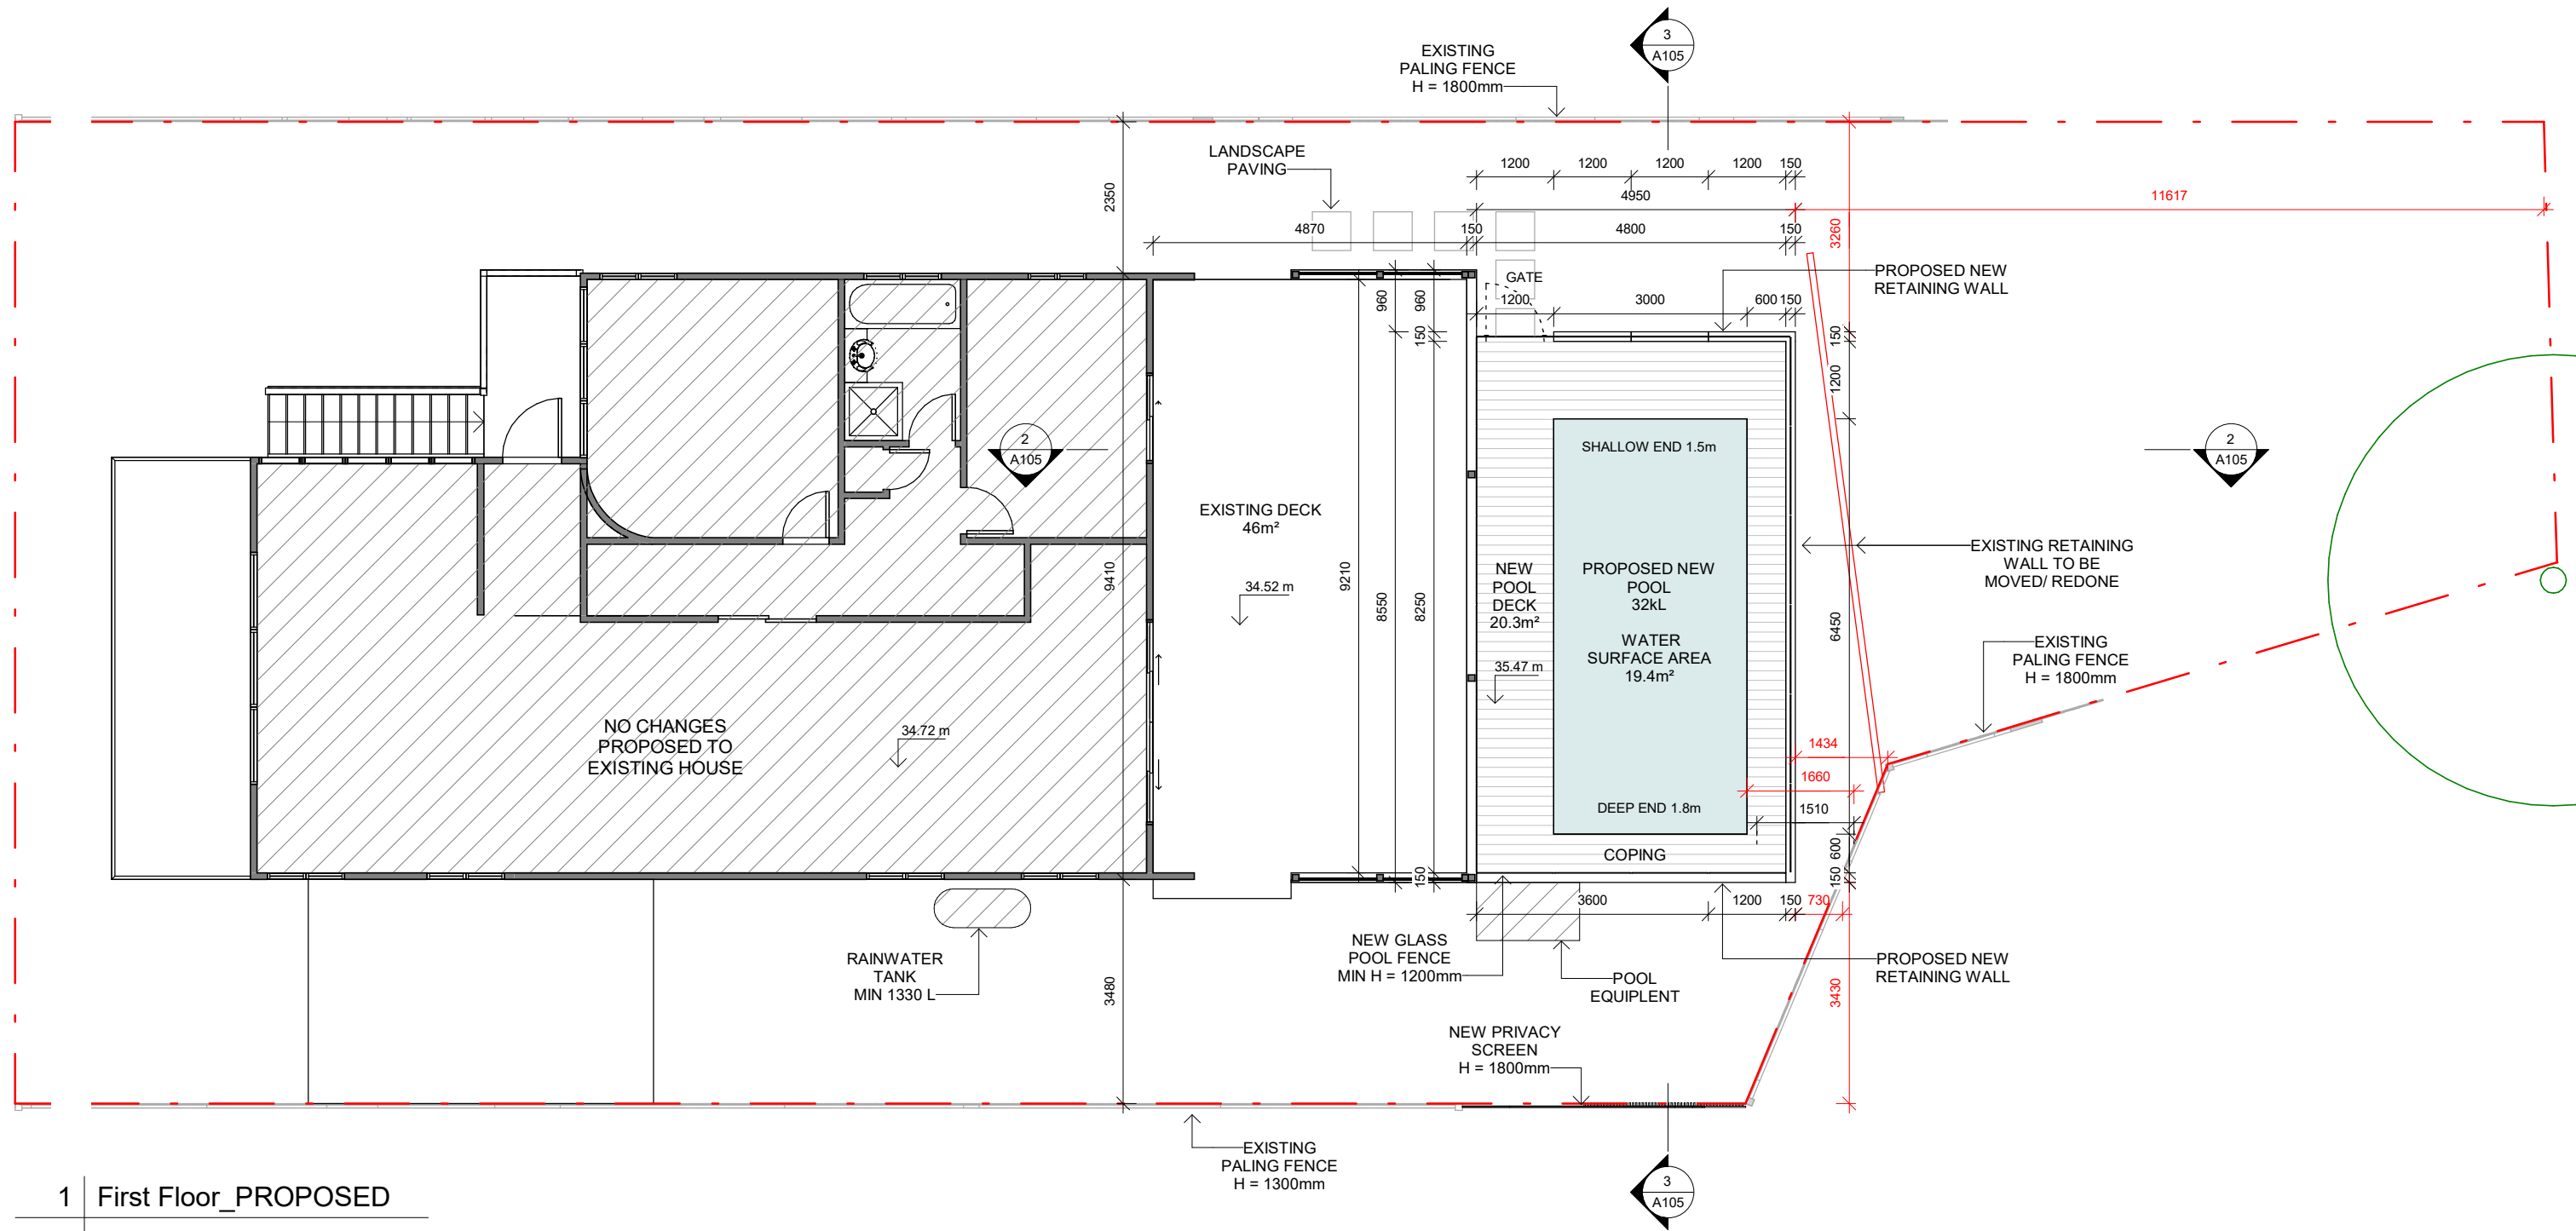 3
A105
EXISTING
PALING FENCE
H = 1800mm
LANDSCAPE
PAVING
1200
1200
1200
1200
150
4950
11617
2350
4870
150
4800
150
3260
GATE
PROPOSED NEW
RETAINING WALL
960
960
1200
3000
600
150
150
150
1200
SHALLOW END 1.5m
2
A105
2
A105
EXISTING DECK
46m²
34.52 m
9410
9210
8550
8250
NEW
POOL
DECK
20.3m²
35.47 m
PROPOSED NEW
POOL
32kL
WATER
SURFACE AREA
19.4m²
6450
EXISTING RETAINING
WALL TO BE
MOVED/ REDONE
EXISTING
PALING FENCE
H = 1800mm
NO CHANGES
PROPOSED TO
EXISTING HOUSE
34.72 m
1434
1660
1510
DEEP END 1.8m
COPING
600
150
150
3600
1200
150
730
RAINWATER
TANK
MIN 1330 L
NEW GLASS
POOL FENCE
MIN H = 1200mm
POOL
EQUIPLENT
PROPOSED NEW
RETAINING WALL
3480
3430
NEW PRIVACY
SCREEN
H = 1800mm
EXISTING
PALING FENCE
H = 1300mm
3
A105
1 First Floor_PROPOSED